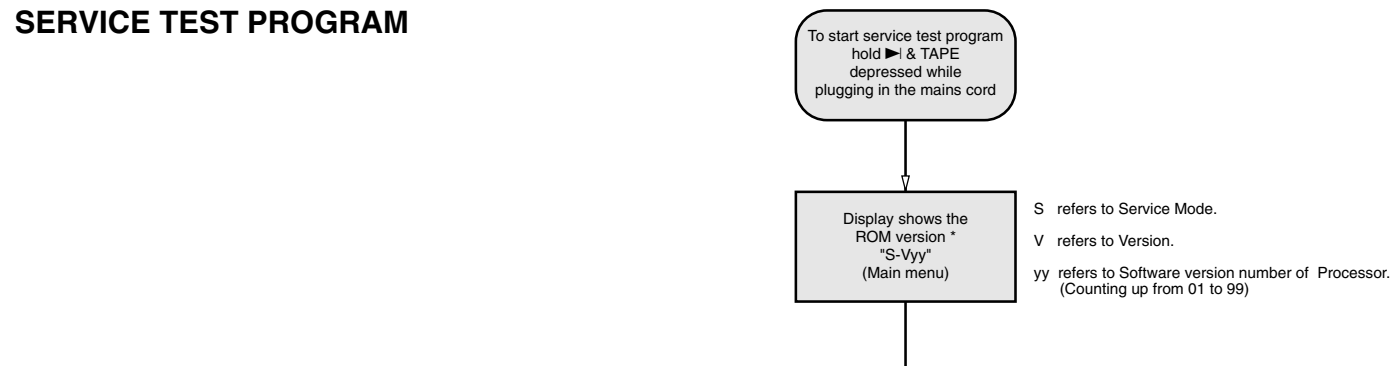 SERVICE TEST PROGRAM
To start service test program
hold ►| & TAPE
depressed while
plugging in the mains cord
Display shows the
ROM version *
"S-Vyy"
(Main menu)
S refers to Service Mode.
V refers to Version.
yy refers to Software version number of Processor.
(Counting up from 01 to 99)